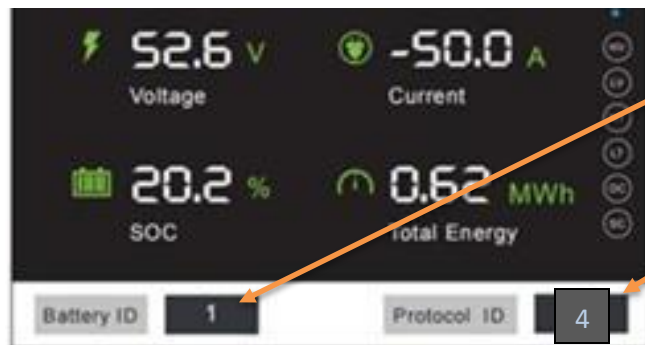 52.6 V -50.0 A
Voltage Current
20.2 % 0.62 MWh
SOC Total Energy
Battery ID 1 Protocol ID 4